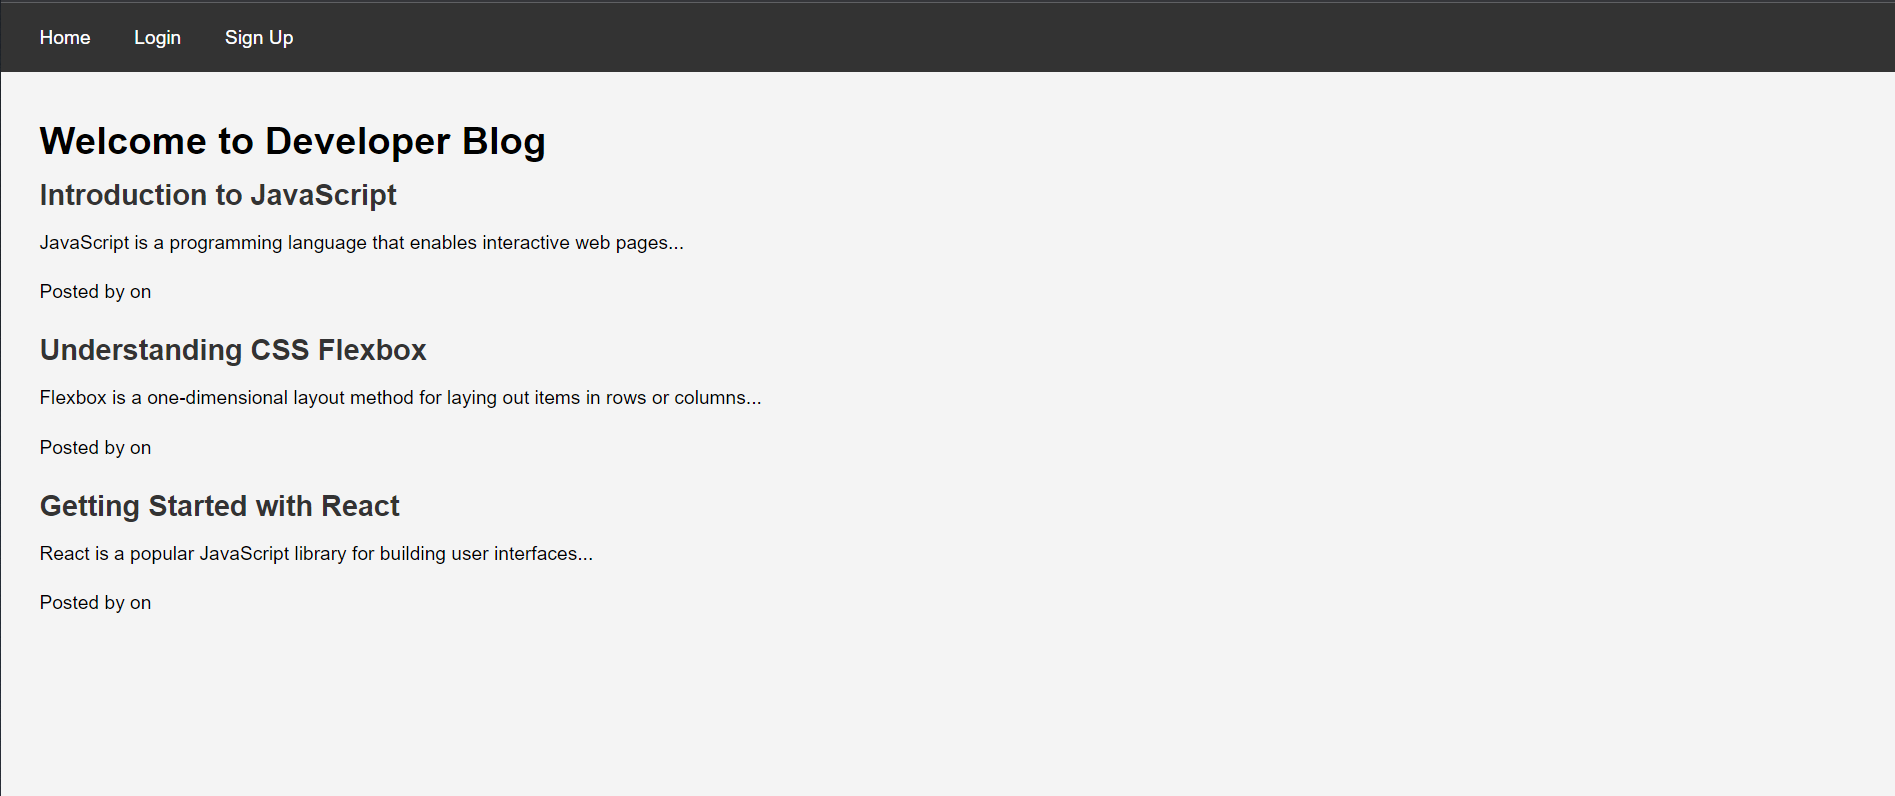 Home Login Sign Up
Welcome to Developer Blog
Introduction to JavaScript
JavaScript is a programming language that enables interactive web pages...
Posted by on
Understanding CSS Flexbox
Flexbox is a one-dimensional layout method for laying out items in rows or columns...
Posted by on
Getting Started with React
React is a popular JavaScript library for building user interfaces...
Posted by on